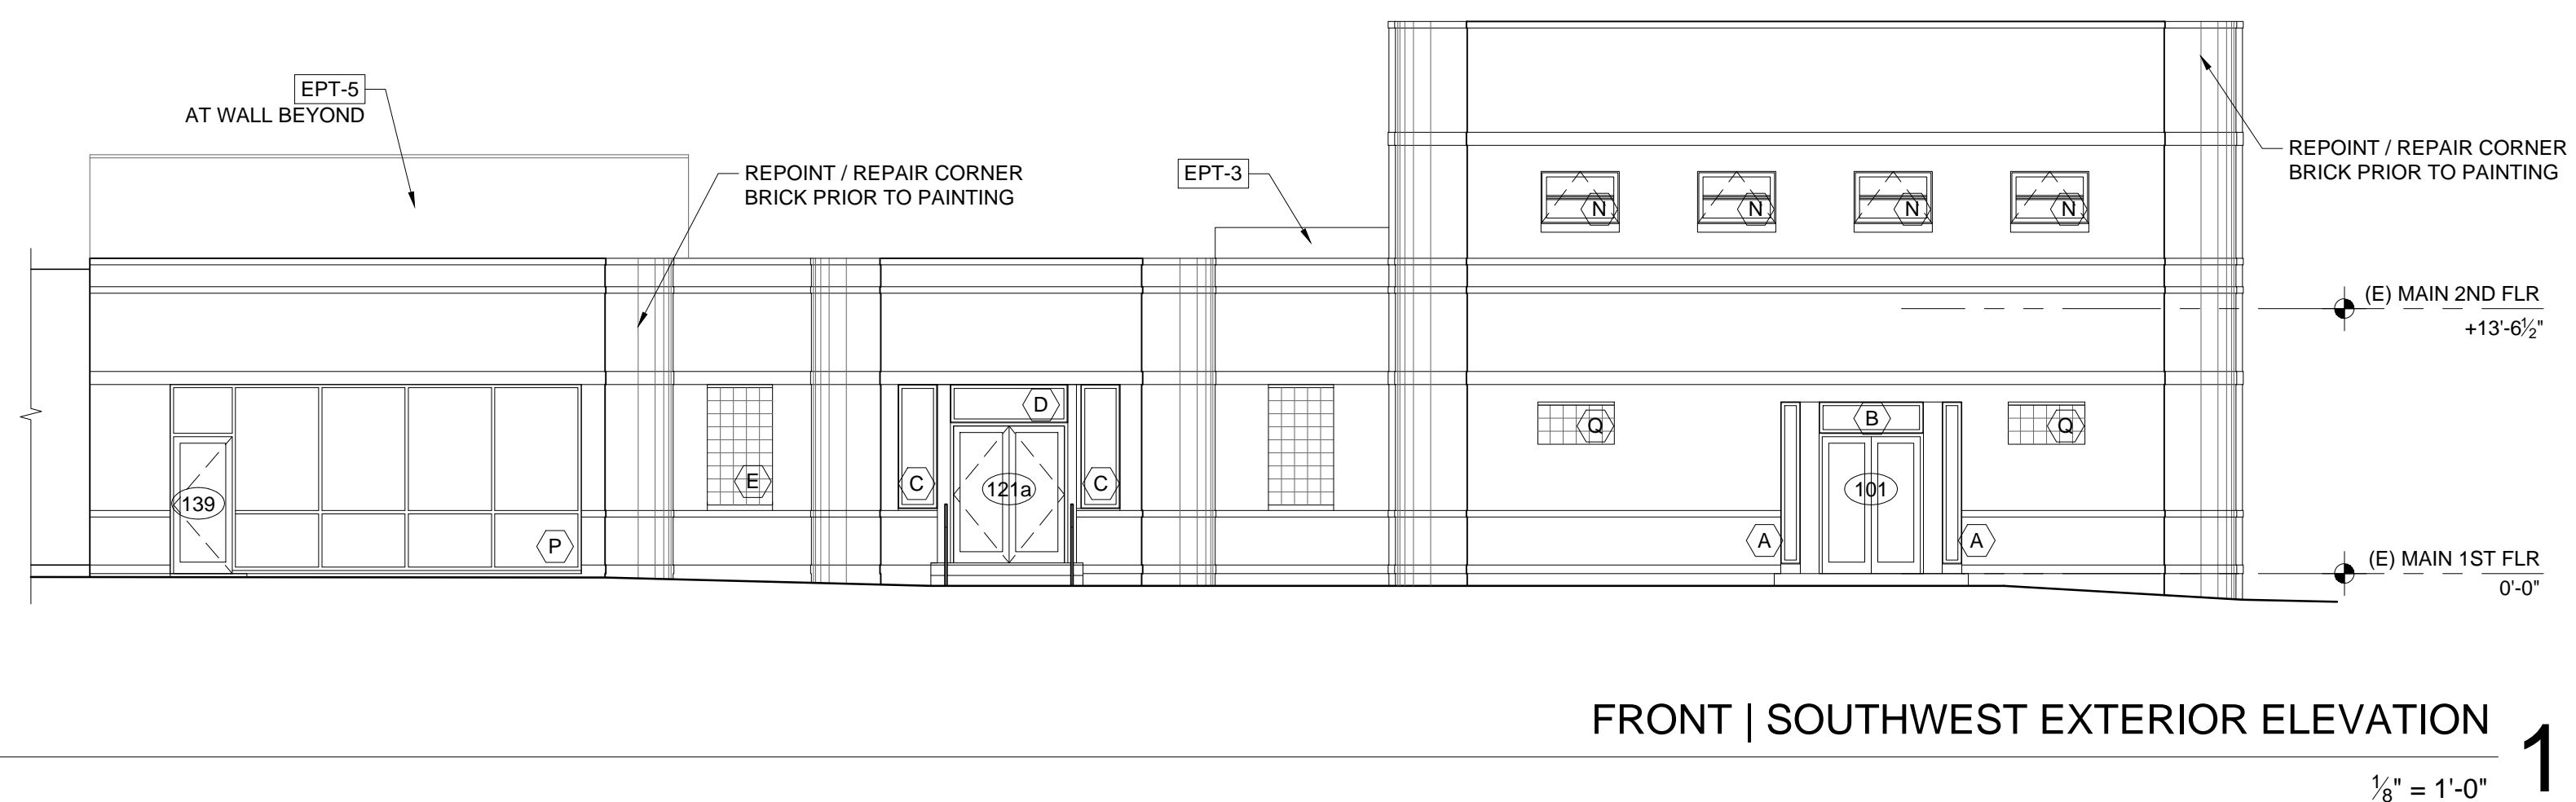 EPT-5
AT WALL BEYOND
REPOINT / REPAIR CORNER
BRICK PRIOR TO PAINTING
EPT-3
REPOINT / REPAIR CORNER
BRICK PRIOR TO PAINTING
N
N
N
N
(E) MAIN 2ND FLR
+13'-6½"
D
B
Q
Q
E
C
C
121a
101
139
P
A
A
(E) MAIN 1ST FLR
0'-0"
FRONT | SOUTHWEST EXTERIOR ELEVATION
1
⅛" = 1'-0"